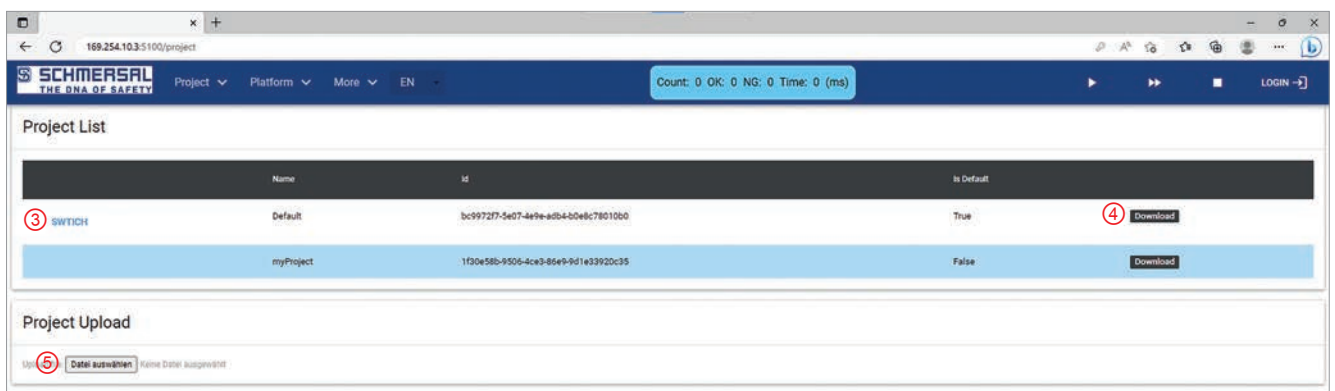 169.254.10.3:5100/project
SCHMERSAL
THE DNA OF SAFETY
Project Platform More EN
Count: 0 OK: 0 NG: 0 Time: 0 (ms)
LOGIN
Project List
Name Id Is Default
3 SWTICH Default bc9972f7-5e07-4e9e-adb4-b0e8c78010b0 True 4 Download
myProject 1f30e58b-9506-4ce3-86e9-9d1e33920c35 False Download
Project Upload
5 Datei auswählen Keine Datei ausgewählt